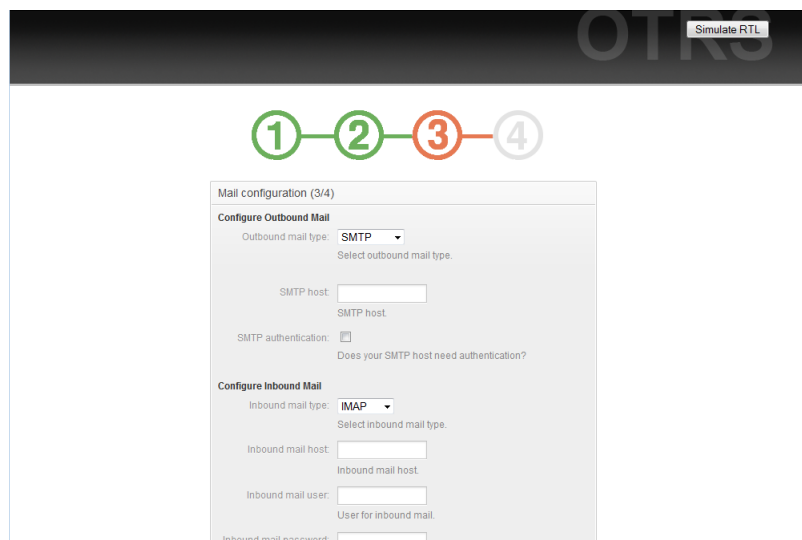 OTRS
Simulate RTL
1 2 3 4
Mail configuration (3/4)
Configure Outbound Mail
Outbound mail type: SMTP
Select outbound mail type.
SMTP host:
SMTP host.
SMTP authentication:
Does your SMTP host need authentication?
Configure Inbound Mail
Inbound mail type: IMAP
Select inbound mail type.
Inbound mail host:
Inbound mail host.
Inbound mail user:
User for inbound mail.
Inbound mail password: